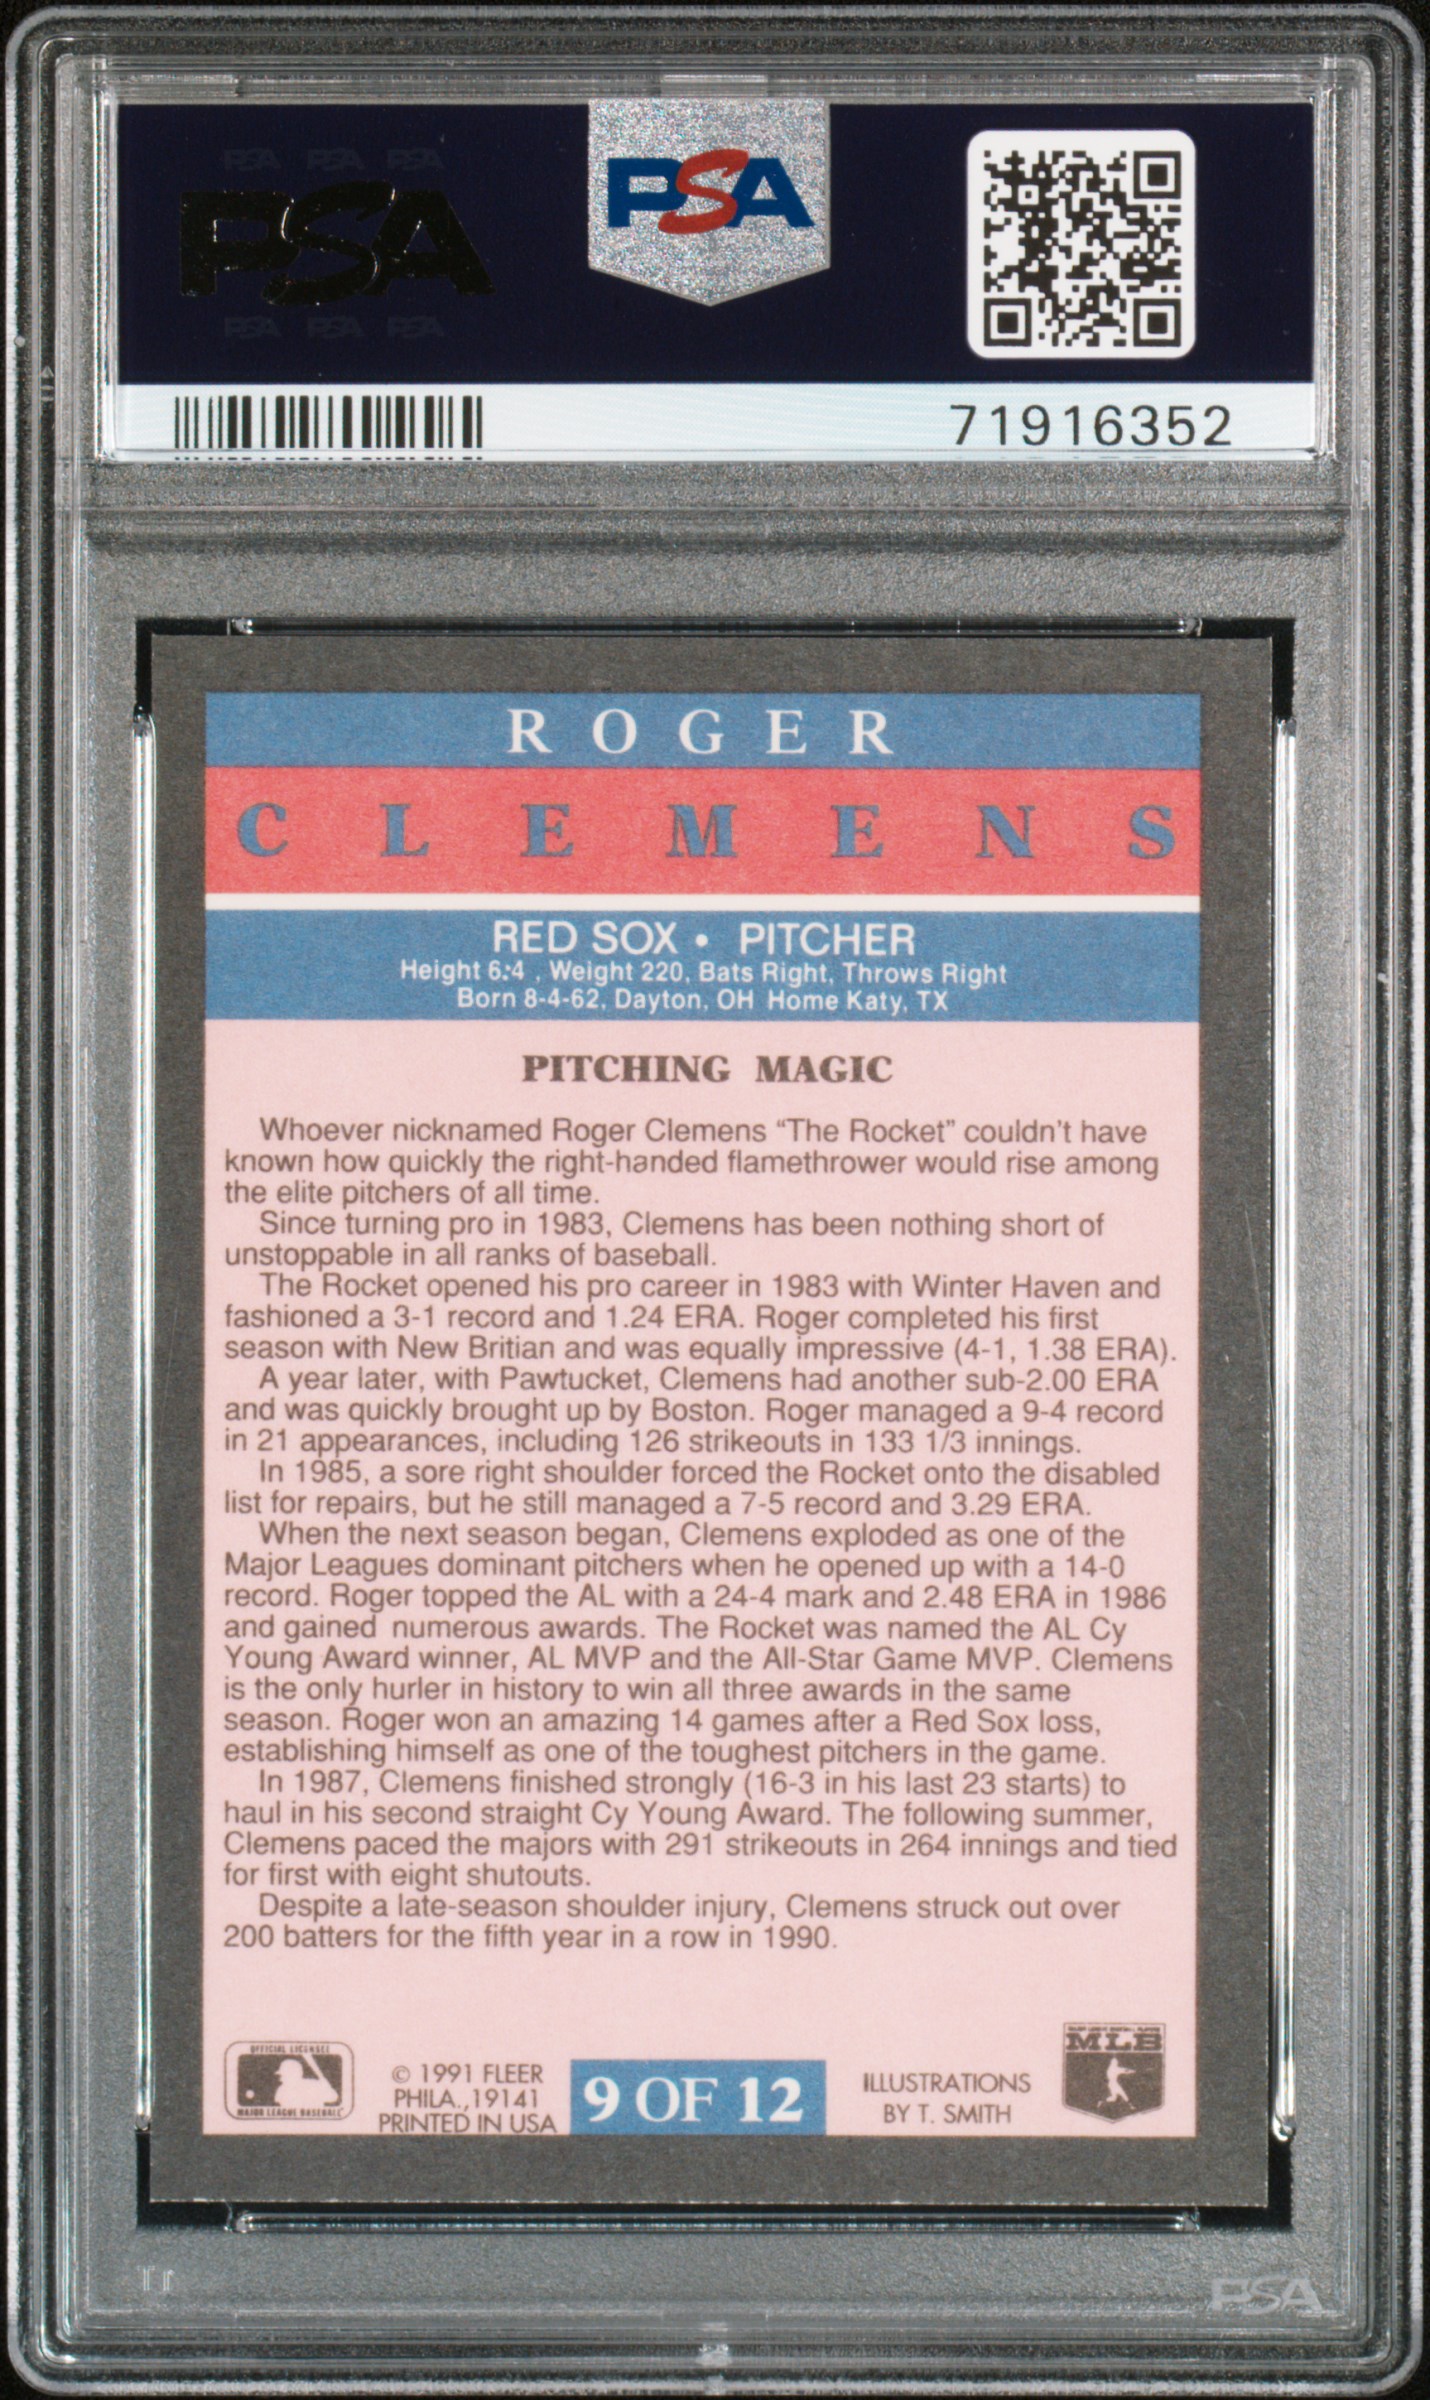 PSA PSA PSA
PSA
PSA PSA PSA
PSA
71916352
ROGER
CLEMENS
RED SOX • PITCHER
Height 6:4 , Weight 220, Bats Right, Throws Right
Born 8-4-62, Dayton, OH Home Katy, TX
PITCHING MAGIC
Whoever nicknamed Roger Clemens “The Rocket” couldn't have
known how quickly the right-handed flamethrower would rise among
the elite pitchers of all time.
Since turning pro in 1983, Clemens has been nothing short of
unstoppable in all ranks of baseball.
The Rocket opened his pro career in 1983 with Winter Haven and
fashioned a 3-1 record and 1.24 ERA. Roger completed his first
season with New Britian and was equally impressive (4-1, 1.38 ERA).
A year later, with Pawtucket, Clemens had another sub-2.00 ERA
and was quickly brought up by Boston. Roger managed a 9-4 record
in 21 appearances, including 126 strikeouts in 133 1/3 innings.
In 1985, a sore right shoulder forced the Rocket onto the disabled
list for repairs, but he still managed a 7-5 record and 3.29 ERA.
When the next season began, Clemens exploded as one of the
Major Leagues dominant pitchers when he opened up with a 14-0
record. Roger topped the AL with a 24-4 mark and 2.48 ERA in 1986
and gained numerous awards. The Rocket was named the AL Cy
Young Award winner, AL MVP and the All-Star Game MVP. Clemens
is the only hurler in history to win all three awards in the same
season. Roger won an amazing 14 games after a Red Sox loss,
establishing himself as one of the toughest pitchers in the game.
In 1987, Clemens finished strongly (16-3 in his last 23 starts) to
haul in his second straight Cy Young Award. The following summer,
Clemens paced the majors with 291 strikeouts in 264 innings and tied
for first with eight shutouts.
Despite a late-season shoulder injury, Clemens struck out over
200 batters for the fifth year in a row in 1990.
OFFICIAL LICENSEE
MAJOR LEAGUE BASEBALL
© 1991 FLEER
PHILA.,19141
PRINTED IN USA
9 OF 12
ILLUSTRATIONS
BY T. SMITH
MLB
PSA